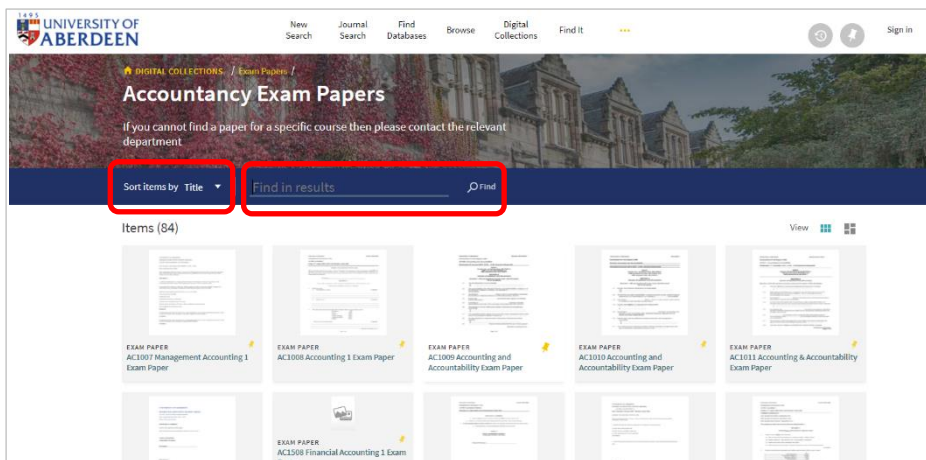 1495
UNIVERSITY OF
ABERDEEN
New
Search
Journal
Search
Find
Databases
Browse
Digital
Collections
Find It
Sign in
DIGITAL COLLECTIONS / Exam Papers /
Accountancy Exam Papers
If you cannot find a paper for a specific course then please contact the relevant
department
Sort items by Title
Find in results
Find
Items (84)
View
EXAM PAPER
AC1007 Management Accounting 1
Exam Paper
EXAM PAPER
AC1008 Accounting 1 Exam Paper
EXAM PAPER
AC1009 Accounting and
Accountability Exam Paper
EXAM PAPER
AC1010 Accounting and
Accountability Exam Paper
EXAM PAPER
AC1011 Accounting & Accountability
Exam Paper
EXAM PAPER
AC1508 Financial Accounting 1 Exam